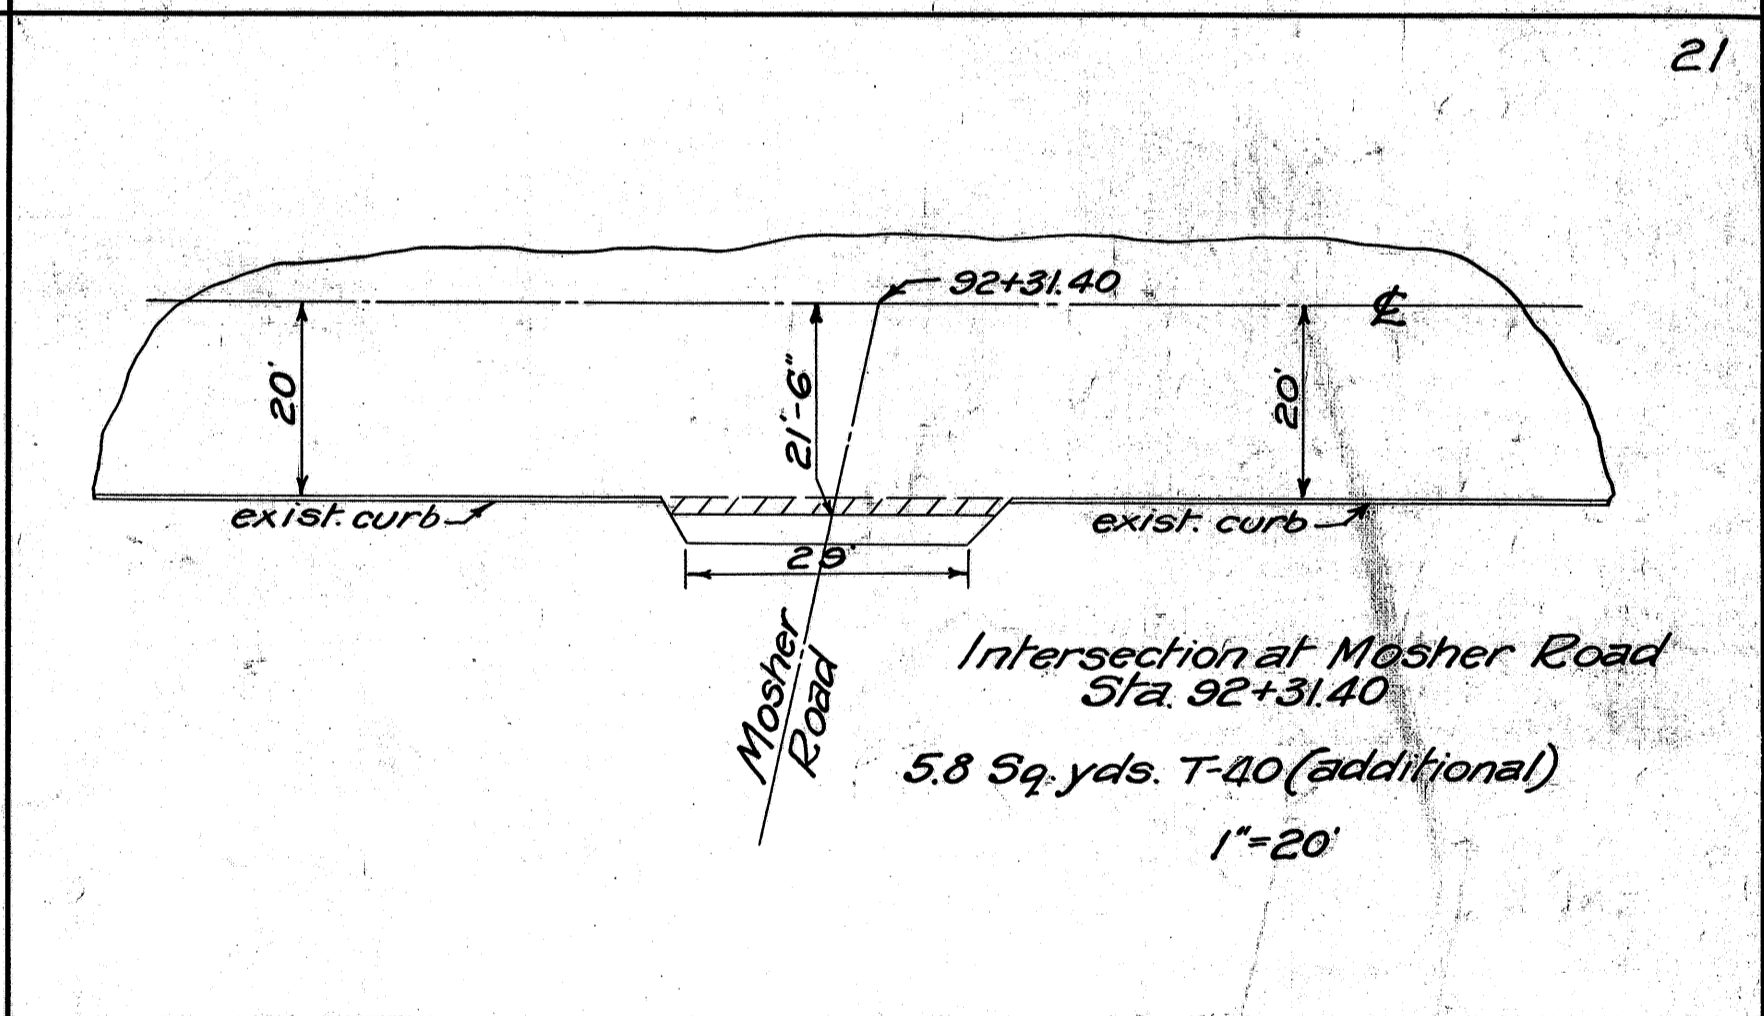 21
92+31.40
℄
20'
21'-6"
20'
exist. curb
exist. curb
29'
Mosher
Road
Intersection at Mosher Road
Sta. 92+31.40
5.8 Sq. yds. T-40 (additional)
1"=20'